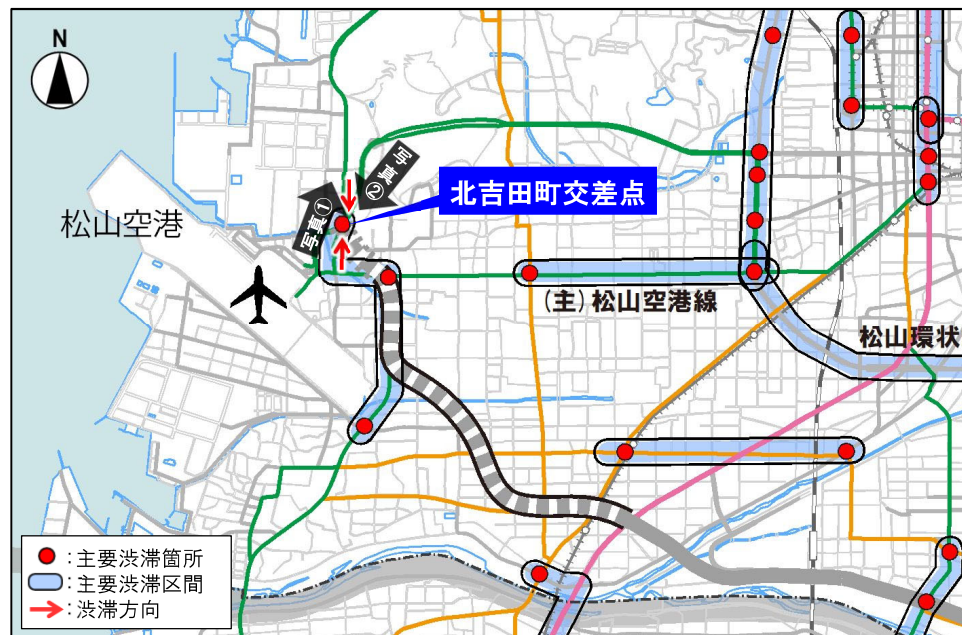 N
写真②
北吉田町交差点
写真①
松山空港
(主)松山空港線
松山環状
:主要渋滞箇所
:主要渋滞区間
:渋滞方向